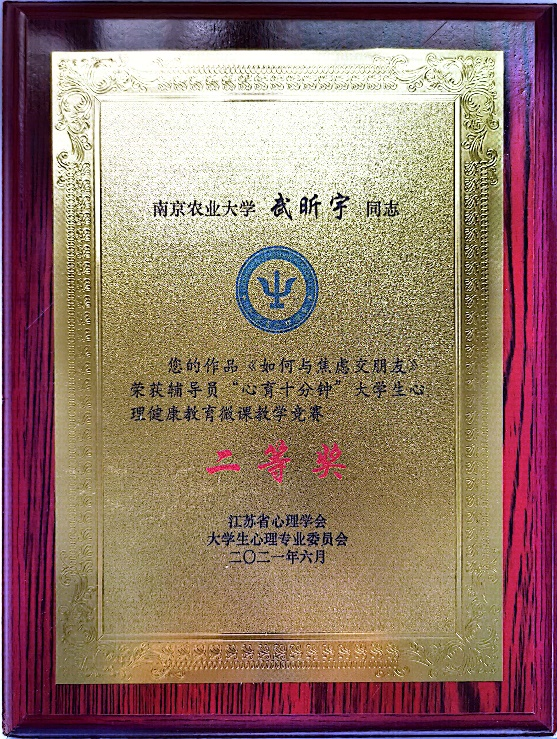 南京农业大学 武昕宇 同志
您的作品《如何与焦虑交朋友》
荣获辅导员“心育十分钟”大学生心
理健康教育微课教学竞赛
二等奖
江苏省心理学会
大学生心理专业委员会
二〇二一年六月